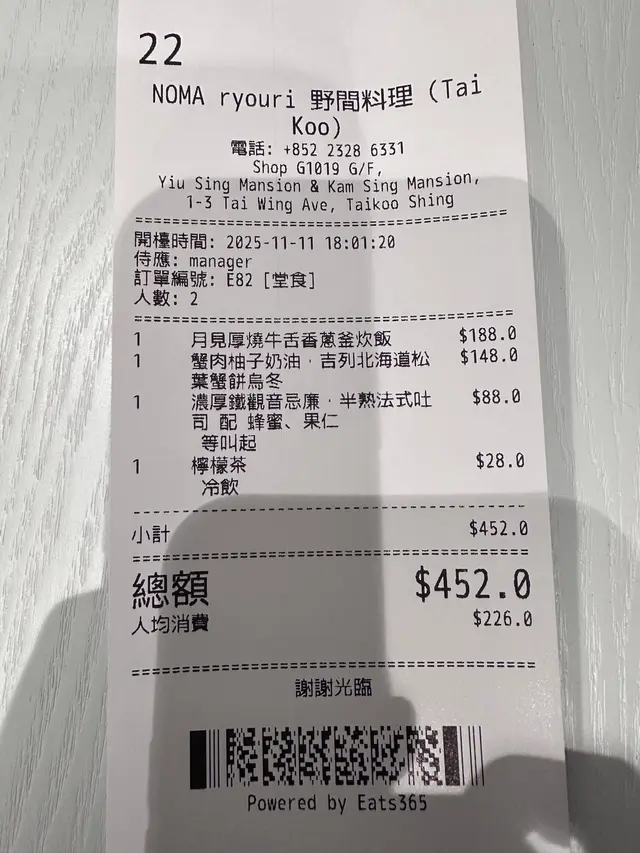 22
NOMA ryouri 野間料理 (Tai
Koo)
電話: +852 2328 6331
Shop G1019 G/F,
Yiu Sing Mansion & Kam Sing Mansion,
1-3 Tai Wing Ave, Taikoo Shing
開檯時間: 2025-11-11 18:01:20
侍應: manager
訂單編號: E82 [堂食]
人數: 2
1 月見厚燒牛舌香蔥釜炊飯 $188.0
1 蟹肉柚子奶油，吉列北海道松 $148.0
葉蟹餅烏冬
1 濃厚鐵觀音忌廉，半熟法式吐 $88.0
司 配 蜂蜜、果仁
等叫起
1 檸檬茶 $28.0
冷飲
小計 $452.0
總額 $452.0
人均消費 $226.0
謝謝光臨
Powered by Eats365